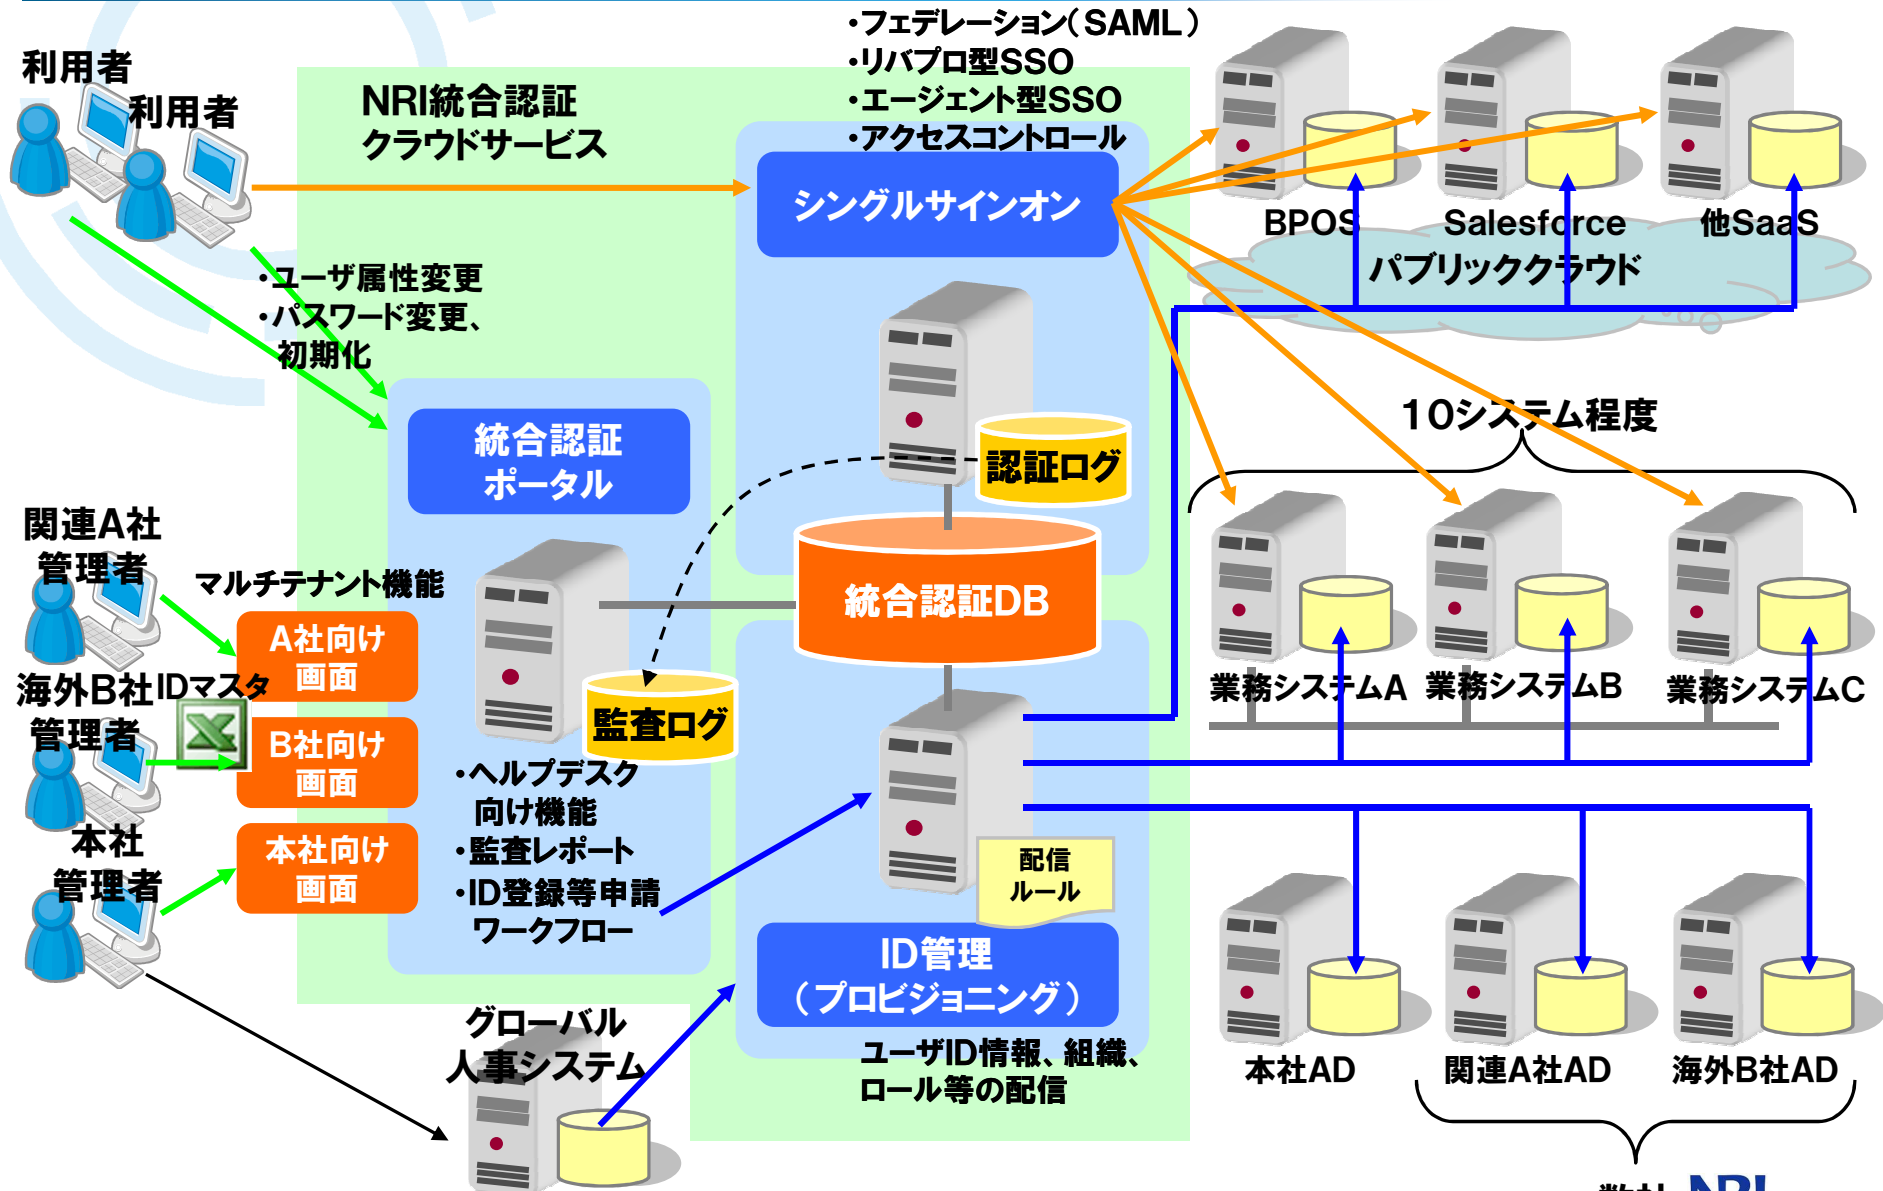 ・フェデレーション（SAML）
・リバプロ型SSO
・エージェント型SSO
・アクセスコントロール
利用者
利用者
NRI統合認証
クラウドサービス
シングルサインオン
BPOS
Salesforce
他SaaS
パブリッククラウド
・ユーザ属性変更
・パスワード変更、
初期化
統合認証
ポータル
認証ログ
10システム程度
関連A社
管理者
マルチテナント機能
A社向け
画面
統合認証DB
海外B社
管理者
IDマスタ
B社向け
画面
監査ログ
業務システムA
業務システムB
業務システムC
本社
管理者
本社向け
画面
・ヘルプデスク
向け機能
・監査レポート
・ID登録等申請
ワークフロー
配信
ルール
ID管理
（プロビジョニング）
グローバル
人事システム
ユーザID情報、組織、
ロール等の配信
本社AD
関連A社AD
海外B社AD
数社
NRI